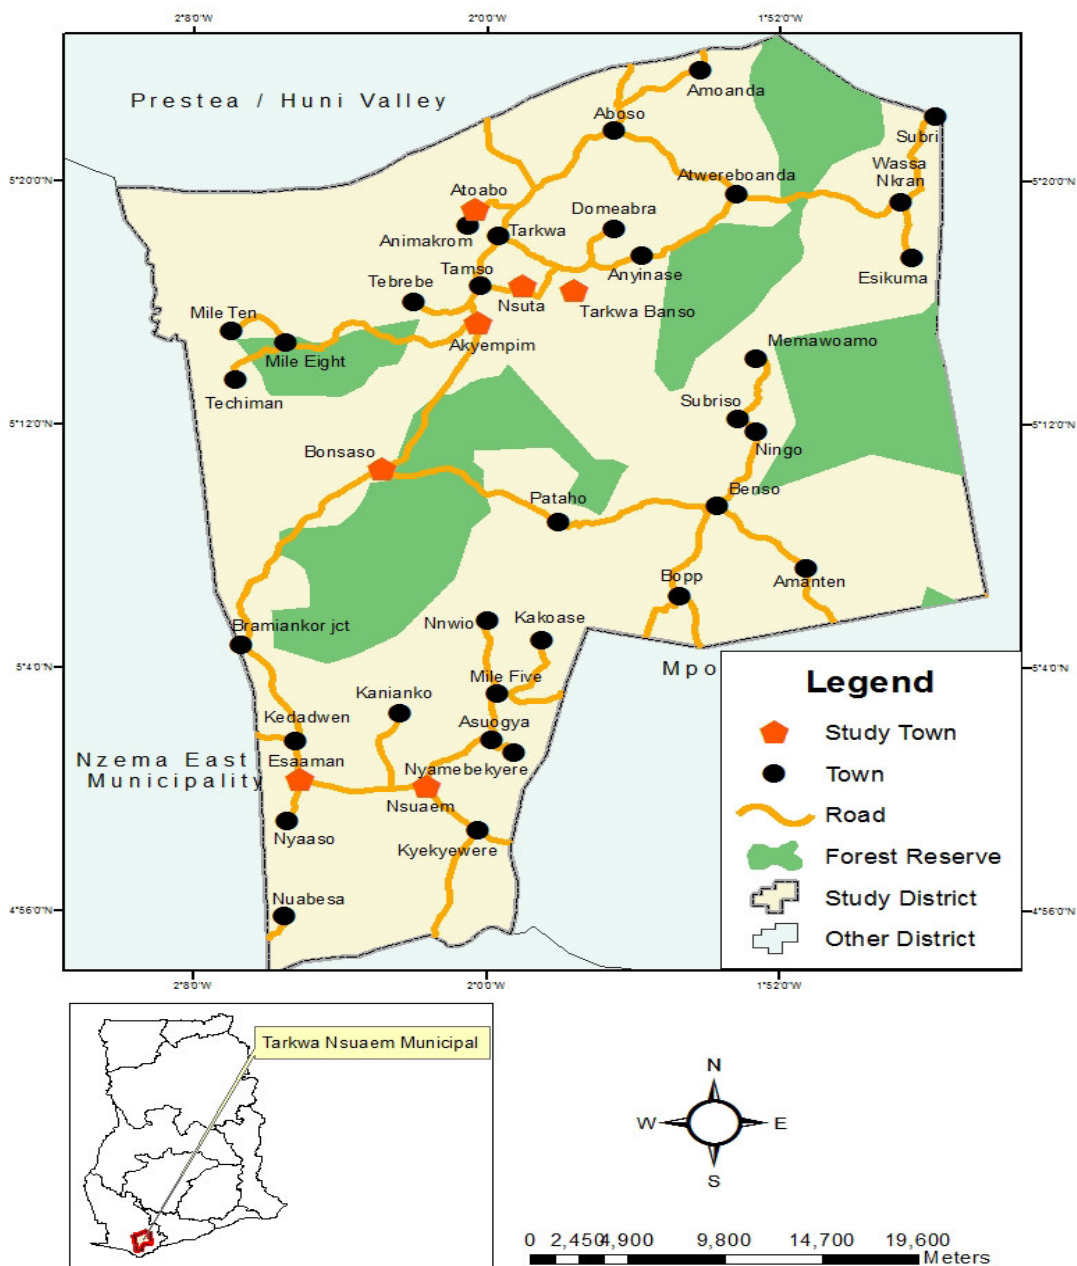 2°8'0"W
2°0'0"W
1°52'0"W
Prestea / Huni Valley
Amoanda
Aboso
Subri
5°20'0"N
5°20'0"N
Atwereboanda
Wassa
Nkran
Atoabo
Domeabra
Animakrom
Tarkwa
Anyinase
Esikuma
Tamso
Tebrebe
Nsuta
Tarkwa Banso
Mile Ten
Akyempim
Memawoamo
Mile Eight
Techiman
Subriso
5°12'0"N
5°12'0"N
Ningo
Bonsaso
Benso
Pataho
Bopp
Amanten
Nnwio
Kakoase
Bramiankor jct
5°4'0"N
5°4'0"N
Mpo
Mile Five
Kanianko
Kedadwen
Asuogya
Nzema East
Municipality
Esaaman
Nyamebekyere
Nsuaem
Nyaaso
Kyekyewere
Nuabesa
4°56'0"N
4°56'0"N
Legend
Study Town
Town
Road
Forest Reserve
Study District
Other District
2°8'0"W
2°0'0"W
1°52'0"W
Tarkwa Nsuaem Municipal
N
W
E
S
0 2,450 4,900 9,800 14,700 19,600
Meters